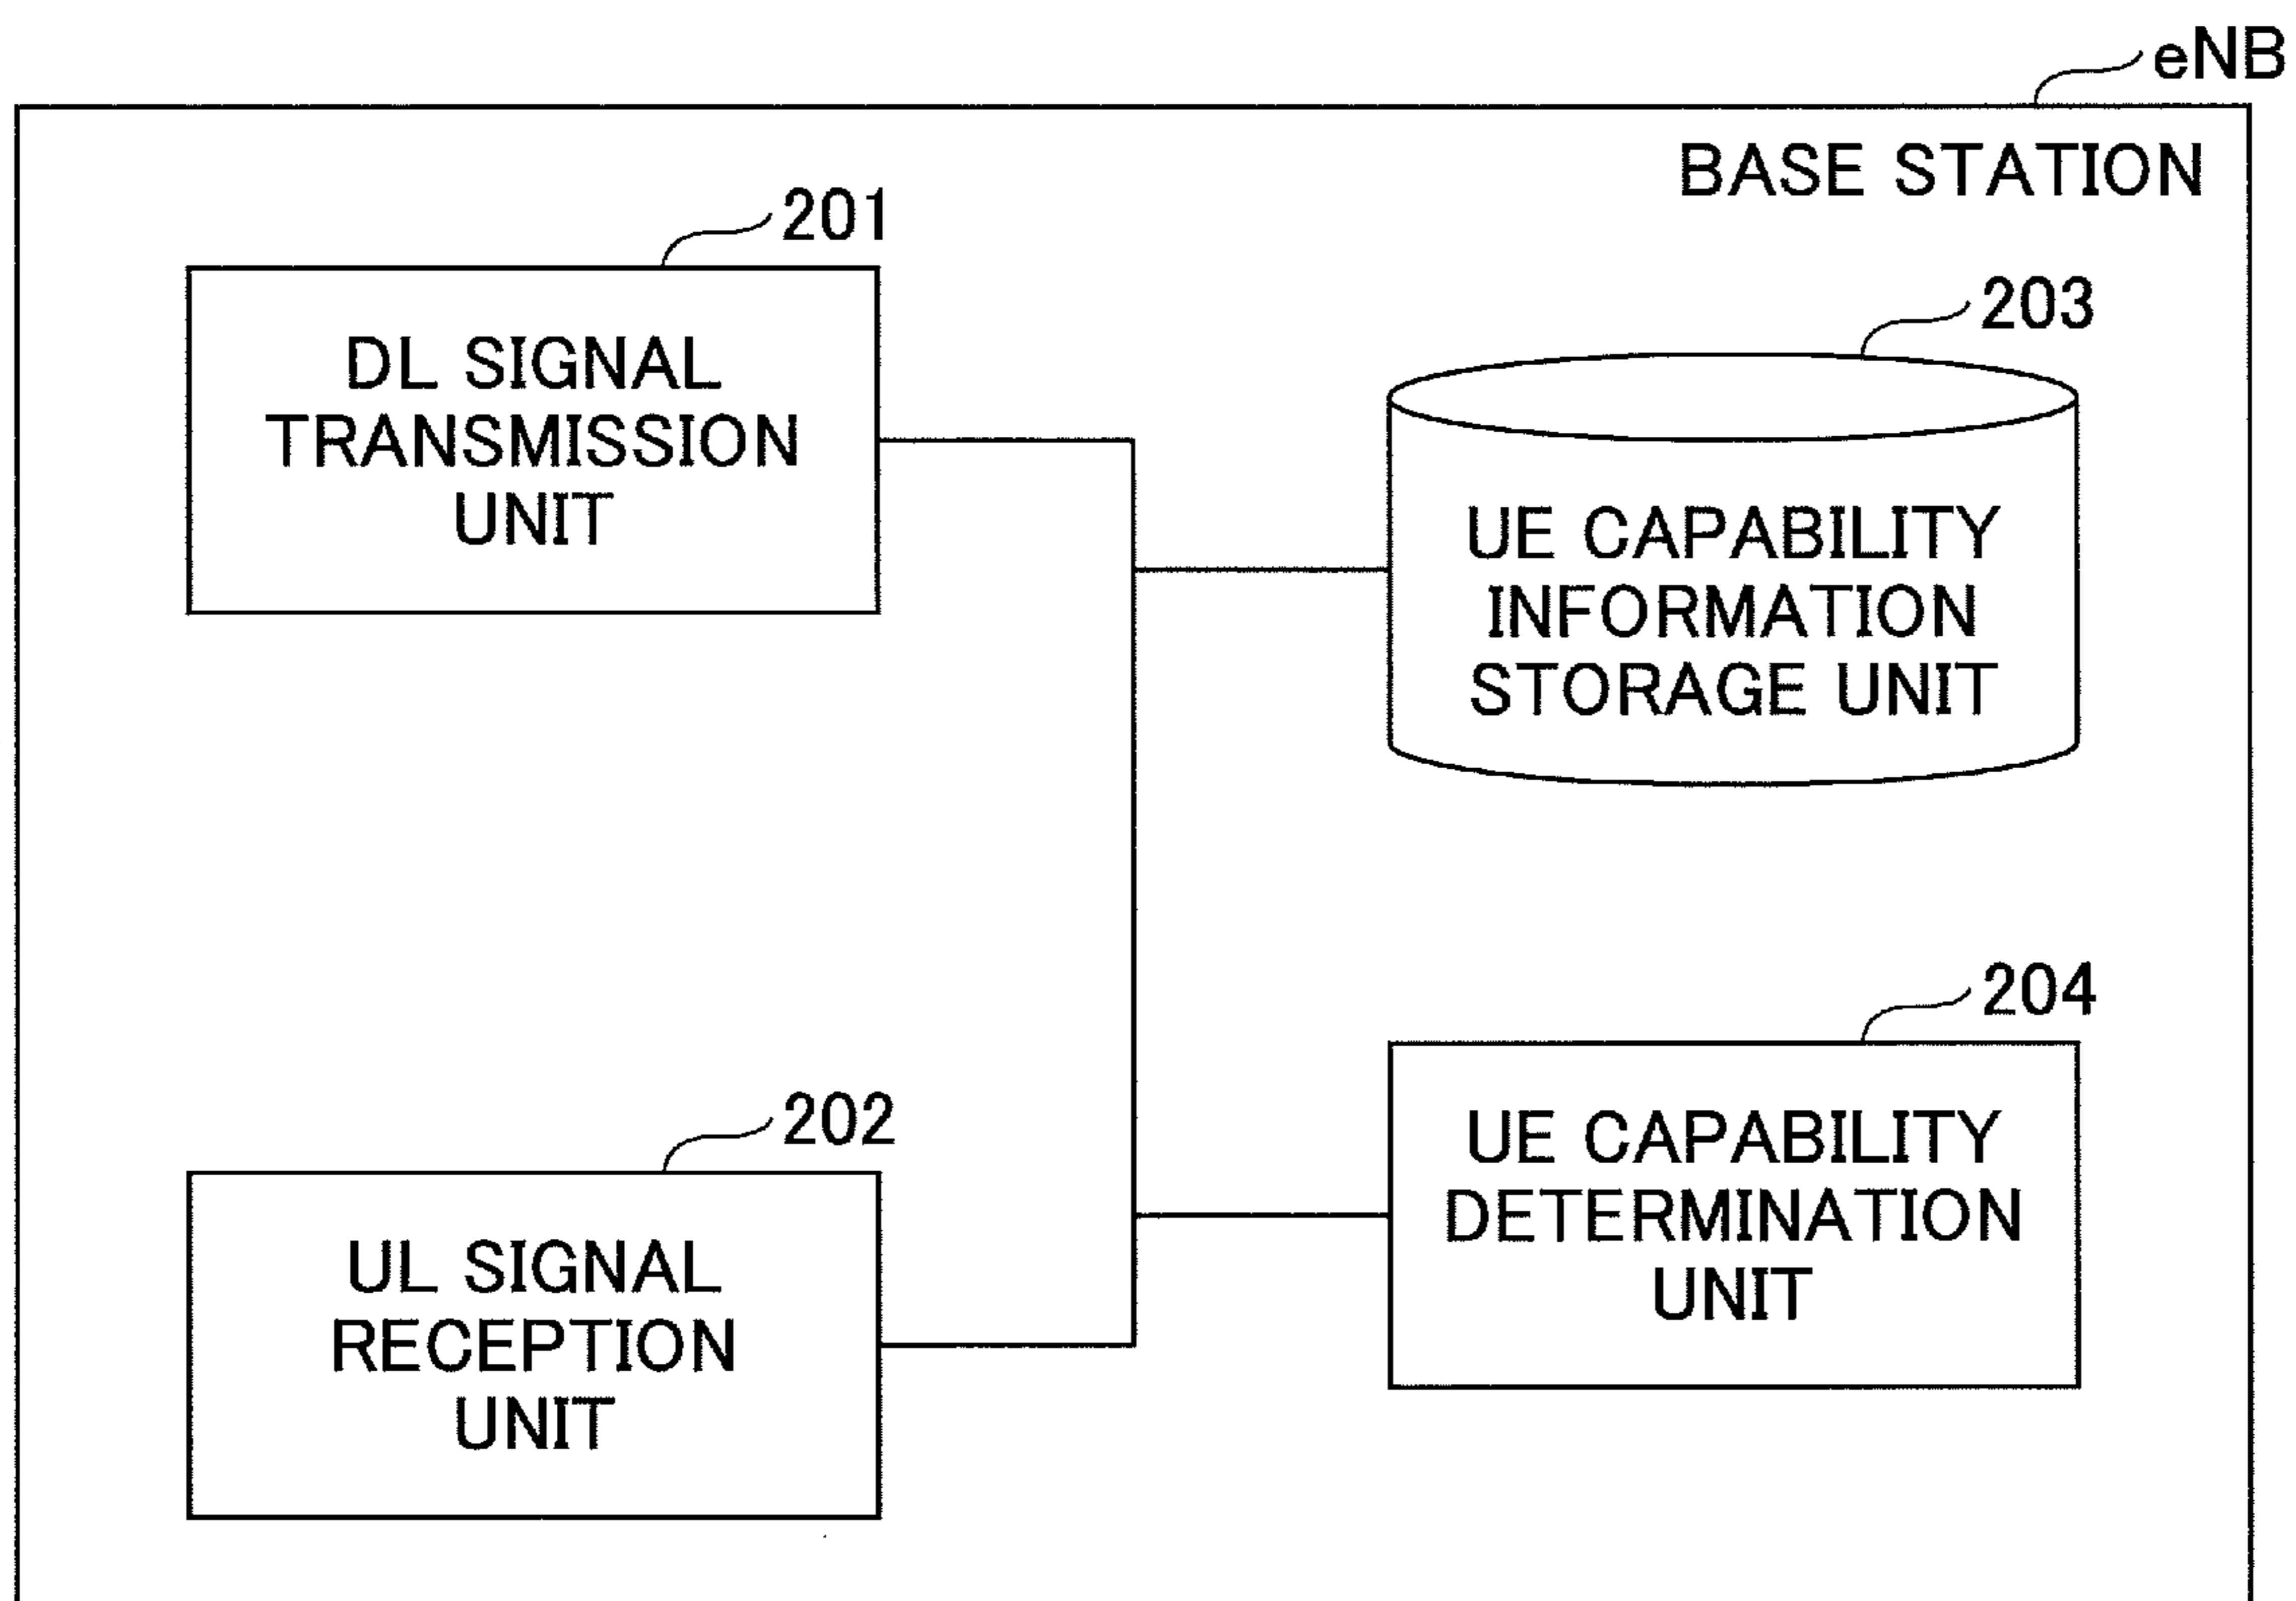 eNB
BASE STATION
201
DL SIGNAL
TRANSMISSION
UNIT
203
UE CAPABILITY
INFORMATION
STORAGE UNIT
202
UL SIGNAL
RECEPTION
UNIT
204
UE CAPABILITY
DETERMINATION
UNIT